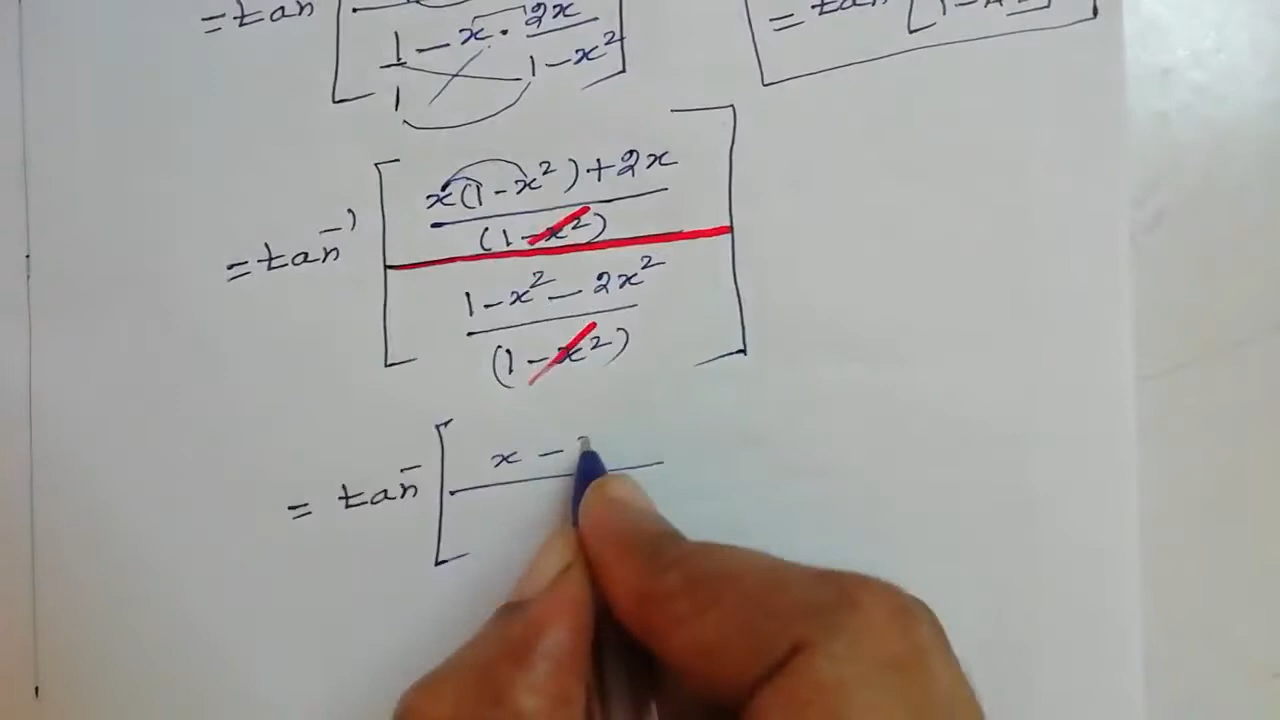 = tan
1 - x . 2x
1 1 - x²
= tan
x(1 - x²) + 2x
= tan⁻¹ (1 - x²)
1 - x² - 2x²
(1 - x²)
x -
= tan⁻